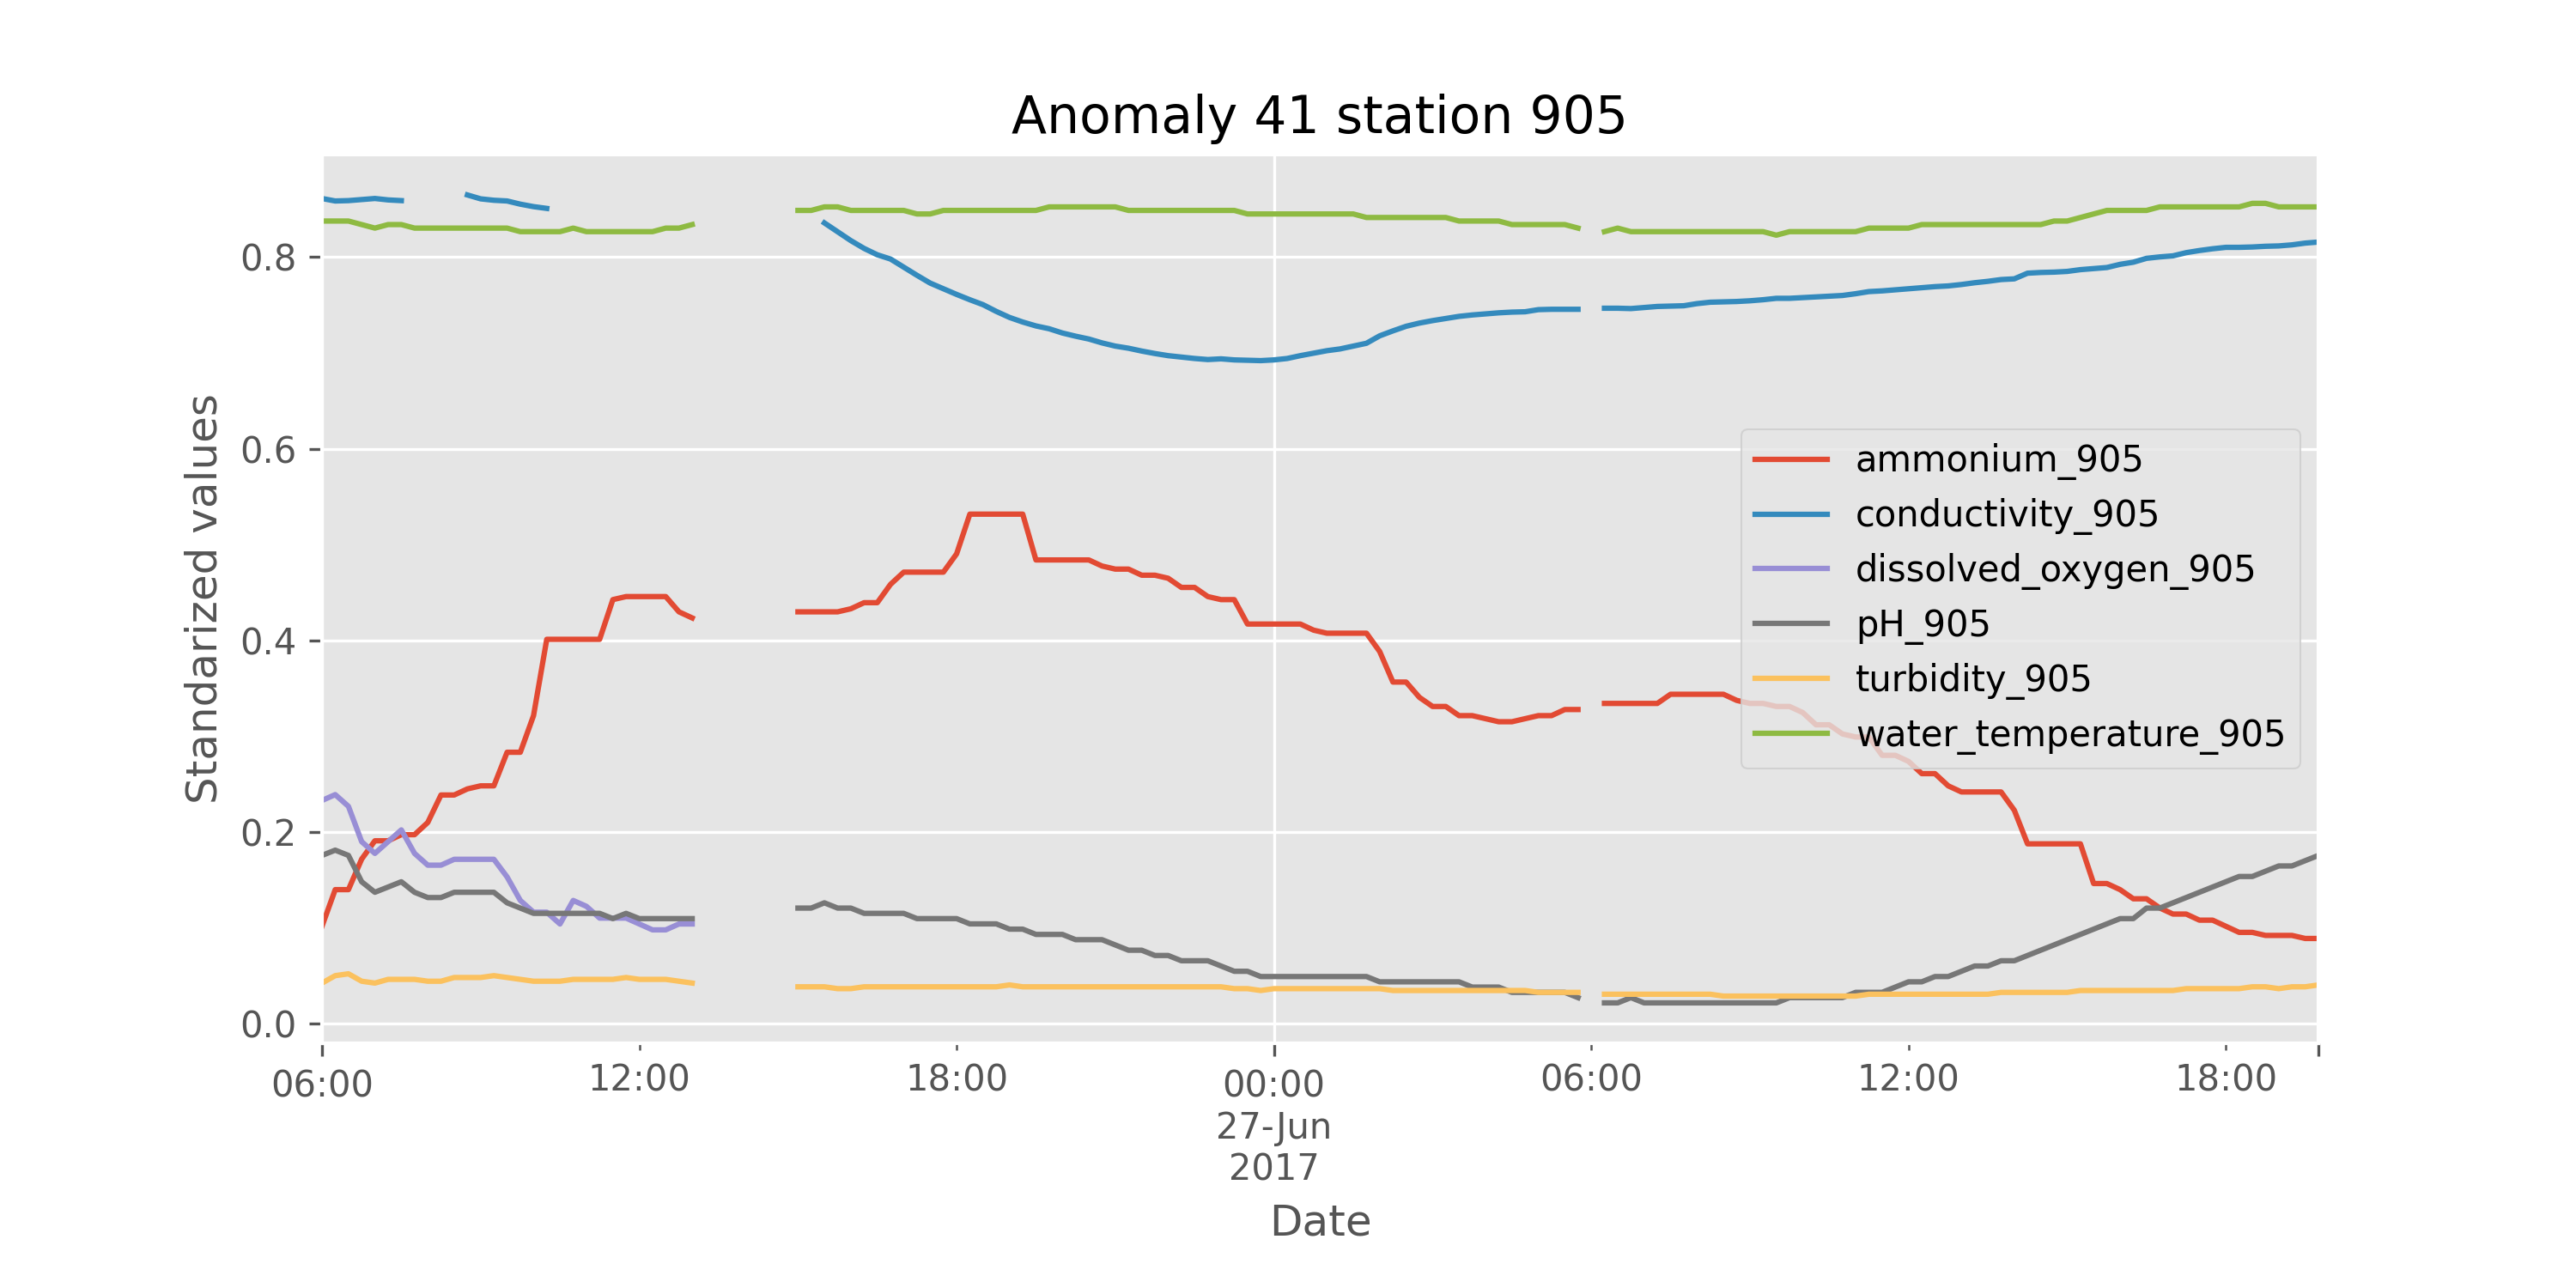 Anomaly 41 station 905
Standarized values
0.8
0.6
0.4
0.2
0.0
ammonium_905
conductivity_905
dissolved_oxygen_905
pH_905
turbidity_905
water_temperature_905
06:00 12:00 18:00 00:00 06:00 12:00 18:00
27-Jun
2017
Date